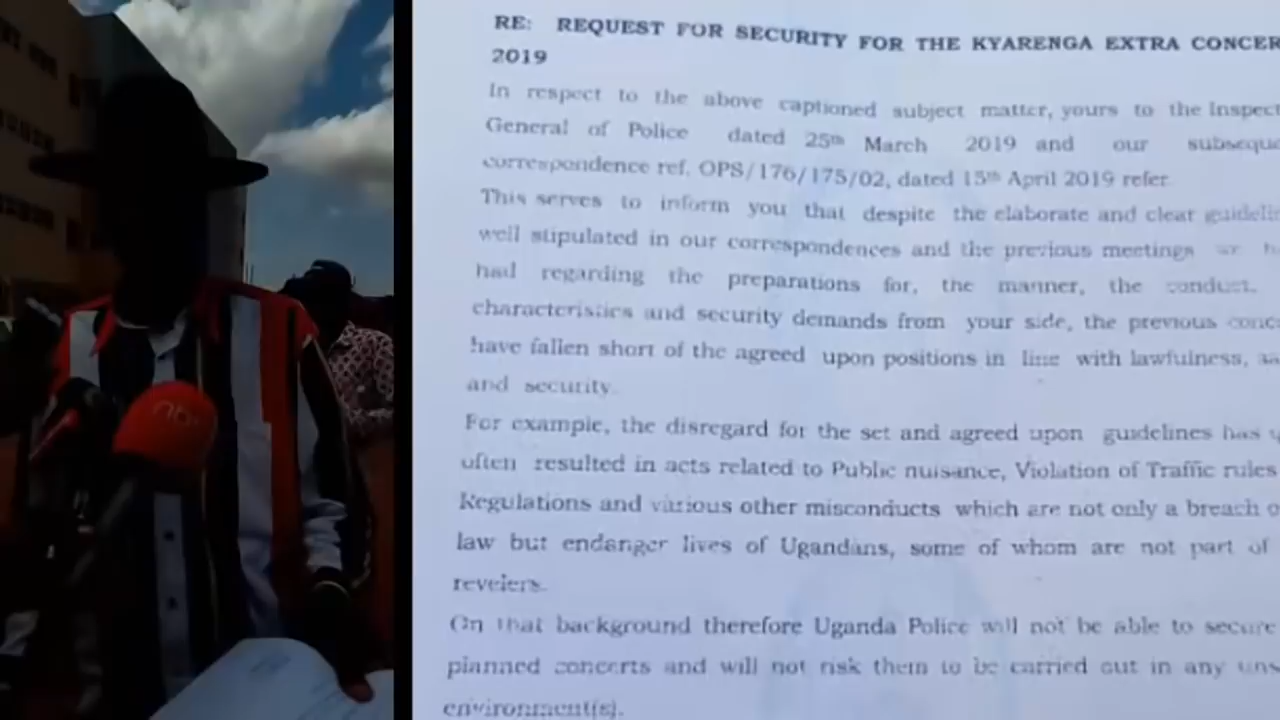 nbs
RE: REQUEST FOR SECURITY FOR THE KYARENGA EXTRA CONCER
2019
In respect to the above captioned subject matter, yours to the Inspect
General of Police dated 25th March 2019 and our subsequ
correspondence ref. OPS/176/175/02, dated 15th April 2019 refer.
This serves to inform you that despite the elaborate and clear guidelin
well stipulated in our correspondences and the previous meetings we h
had regarding the preparations for, the manner, the conduct,
characteristics and security demands from your side, the previous conc
have fallen short of the agreed upon positions in line with lawfulness,
and security.
For example, the disregard for the set and agreed upon guidelines has
often resulted in acts related to Public nuisance, Violation of Traffic rules
Regulations and various other misconducts which are not only a breach o
law but endanger lives of Ugandans, some of whom are not part of
revelers.
On that background therefore Uganda Police will not be able to secure
planned concerts and will not risk them to be carried out in any uns
environment(s).